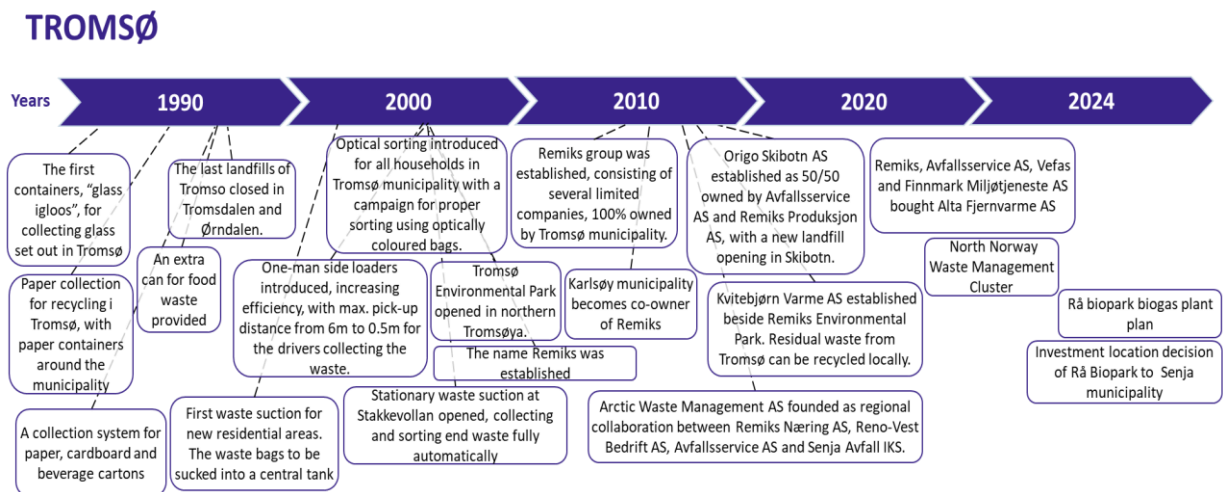 TROMSØ
Years
1990
2000
2010
2020
2024
The first
containers, “glass
igloos”, for
collecting glass
set out in Tromsø
The last landfills of
Tromso closed in
Tromsdalen and
Ørndalen.
Optical sorting introduced
for all households in
Tromsø municipality with a
campaign for proper
sorting using optically
coloured bags.
Remiks group was
established, consisting of
several limited
companies, 100% owned
by Tromsø municipality.
Origo Skibotn AS
established as 50/50
owned by Avfallsservice
AS and Remiks Produksjon
AS, with a new landfill
opening in Skibotn.
Remiks, Avfallsservice AS, Vefas
and Finnmark Miljøtjeneste AS
bought Alta Fjernvarme AS
North Norway
Waste Management
Cluster
An extra
can for food
waste
provided
Paper collection
for recycling i
Tromsø, with
paper containers
around the
municipality
One-man side loaders
introduced, increasing
efficiency, with max. pick-up
distance from 6m to 0.5m for
the drivers collecting the
waste.
Tromsø
Environmental Park
opened in northern
Tromsøya.
Karlsøy municipality
becomes co-owner
of Remiks
Kvitebjørn Varme AS established
beside Remiks Environmental
Park. Residual waste from
Tromsø can be recycled locally.
Rå biopark biogas plant
plan
The name Remiks was
established
Investment location decision
of Rå Biopark to Senja
municipality
A collection system for
paper, cardboard and
beverage cartons
First waste suction for
new residential areas.
The waste bags to be
sucked into a central tank
Stationary waste suction at
Stakkevollan opened, collecting
and sorting end waste fully
automatically
Arctic Waste Management AS founded as regional
collaboration between Remiks Næring AS, Reno-Vest
Bedrift AS, Avfallsservice AS and Senja Avfall IKS.